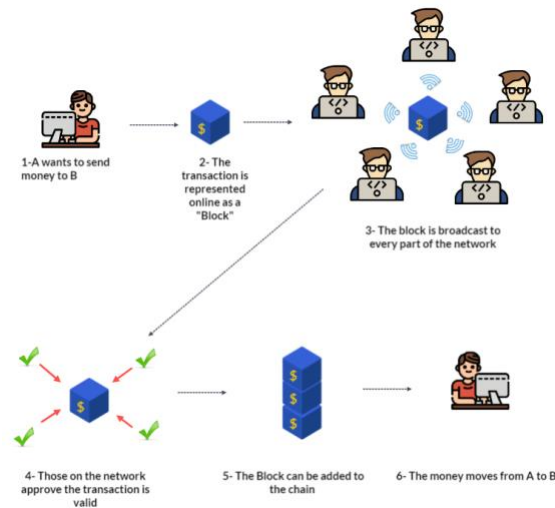 1-A wants to send
money to B
2- The
transaction is
represented
online as a
"Block"
3- The block is broadcast to
every part of the network
4- Those on the network
approve the transaction is
valid
5- The Block can be added to
the chain
6- The money moves from A to B